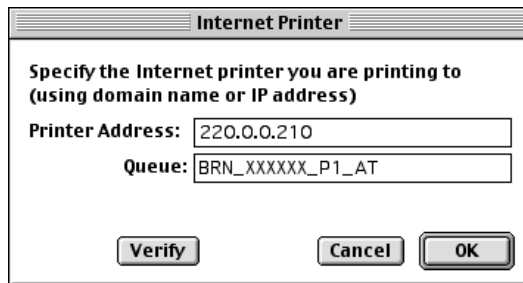 Internet Printer
Specify the Internet printer you are printing to
(using domain name or IP address)
Printer Address: 220.0.0.210
Queue: BRN_XXXXXX_P1_AT
Verify Cancel OK